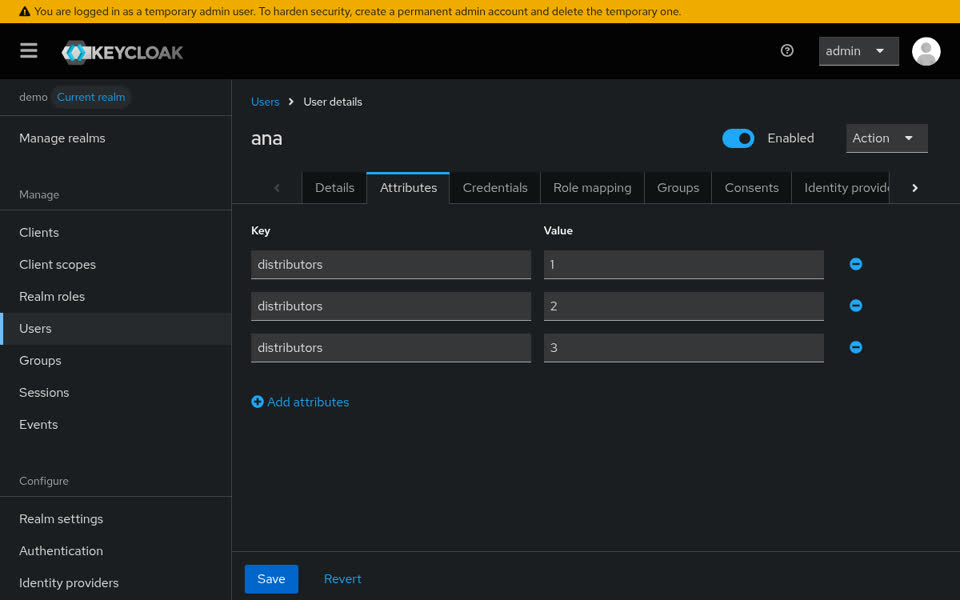 You are logged in as a temporary admin user. To harden security, create a permanent admin account and delete the temporary one.
KEYCLOAK
admin
demo Current realm
Manage realms
Manage
Clients
Client scopes
Realm roles
Users
Groups
Sessions
Events
Configure
Realm settings
Authentication
Identity providers
Users > User details
ana
Enabled
Action
Details Attributes Credentials Role mapping Groups Consents Identity provid
Key Value
distributors 1
distributors 2
distributors 3
Add attributes
Save Revert